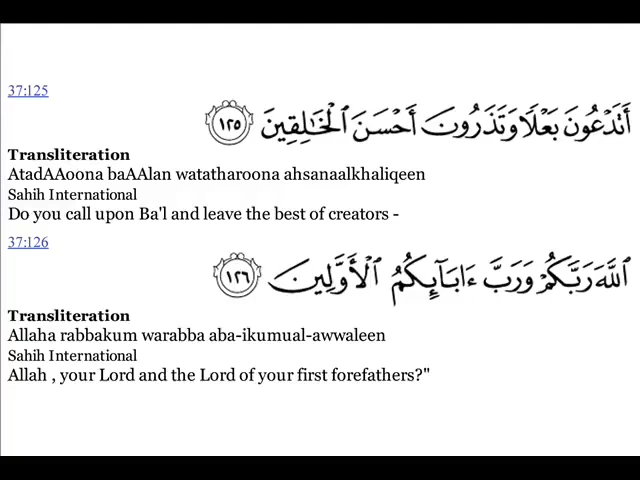 37:125
أَتَدْعُونَ بَعْلًا وَتَذَرُونَ أَحْسَنَ ٱلْخَٰلِقِينَ ١٢٥
Transliteration
AtadAAoona baAAlan watatharoona ahsanaalkhaliqeen
Sahih International
Do you call upon Ba'l and leave the best of creators -
37:126
ٱللَّهَ رَبَّكُمْ وَرَبَّ ءَابَآئِكُمُ ٱلْأَوَّلِينَ ١٢٦
Transliteration
Allaha rabbakum warabba aba-ikumual-awwaleen
Sahih International
Allah , your Lord and the Lord of your first forefathers?"